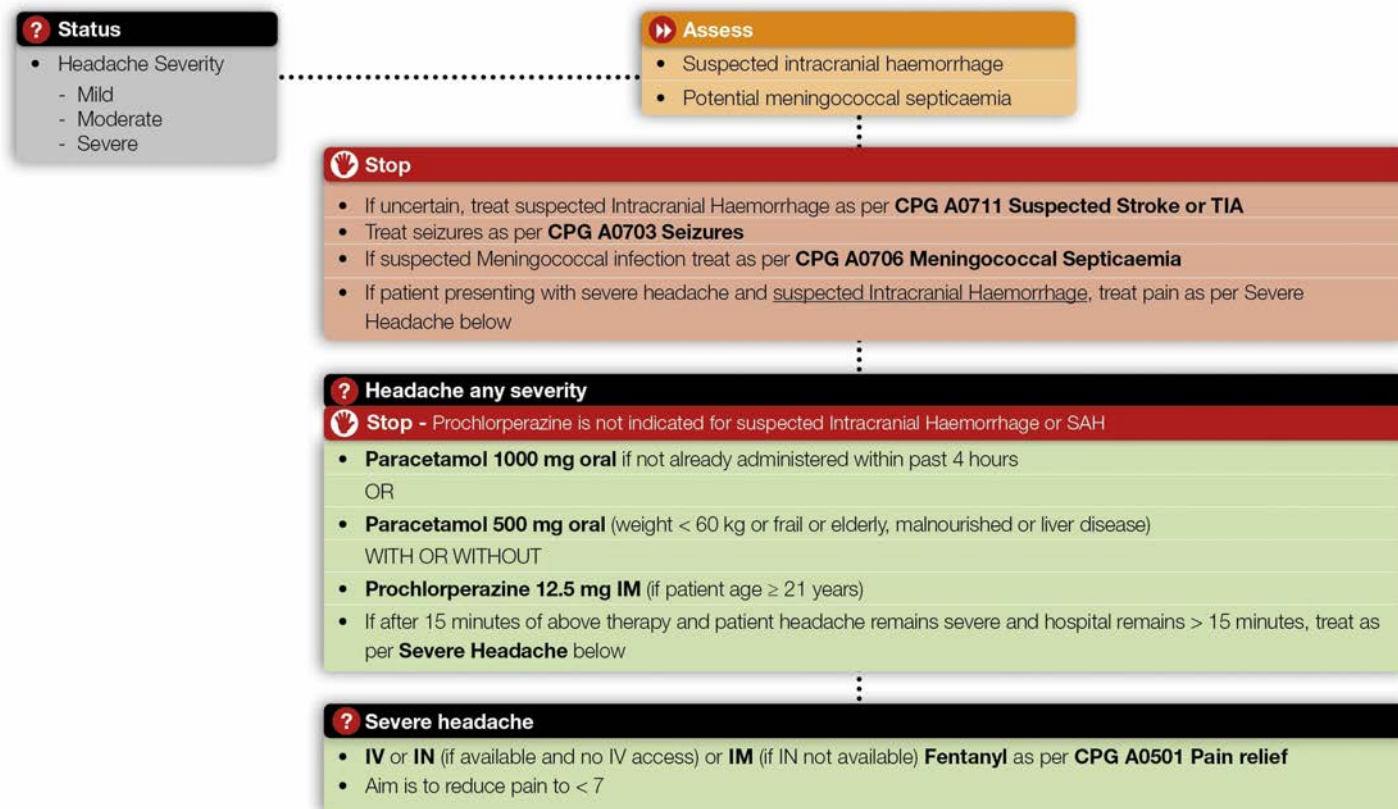 Status
• Headache Severity
- Mild
- Moderate
- Severe
Assess
• Suspected intracranial haemorrhage
• Potential meningococcal septicaemia
Stop
• If uncertain, treat suspected Intracranial Haemorrhage as per CPG A0711 Suspected Stroke or TIA
• Treat seizures as per CPG A0703 Seizures
• If suspected Meningococcal infection treat as per CPG A0706 Meningococcal Septicaemia
• If patient presenting with severe headache and suspected Intracranial Haemorrhage, treat pain as per Severe
Headache below
Headache any severity
Stop - Prochlorperazine is not indicated for suspected Intracranial Haemorrhage or SAH
• Paracetamol 1000 mg oral if not already administered within past 4 hours
OR
• Paracetamol 500 mg oral (weight < 60 kg or frail or elderly, malnourished or liver disease)
WITH OR WITHOUT
• Prochlorperazine 12.5 mg IM (if patient age ≥ 21 years)
• If after 15 minutes of above therapy and patient headache remains severe and hospital remains > 15 minutes, treat as
per Severe Headache below
Severe headache
• IV or IN (if available and no IV access) or IM (if IN not available) Fentanyl as per CPG A0501 Pain relief
• Aim is to reduce pain to < 7